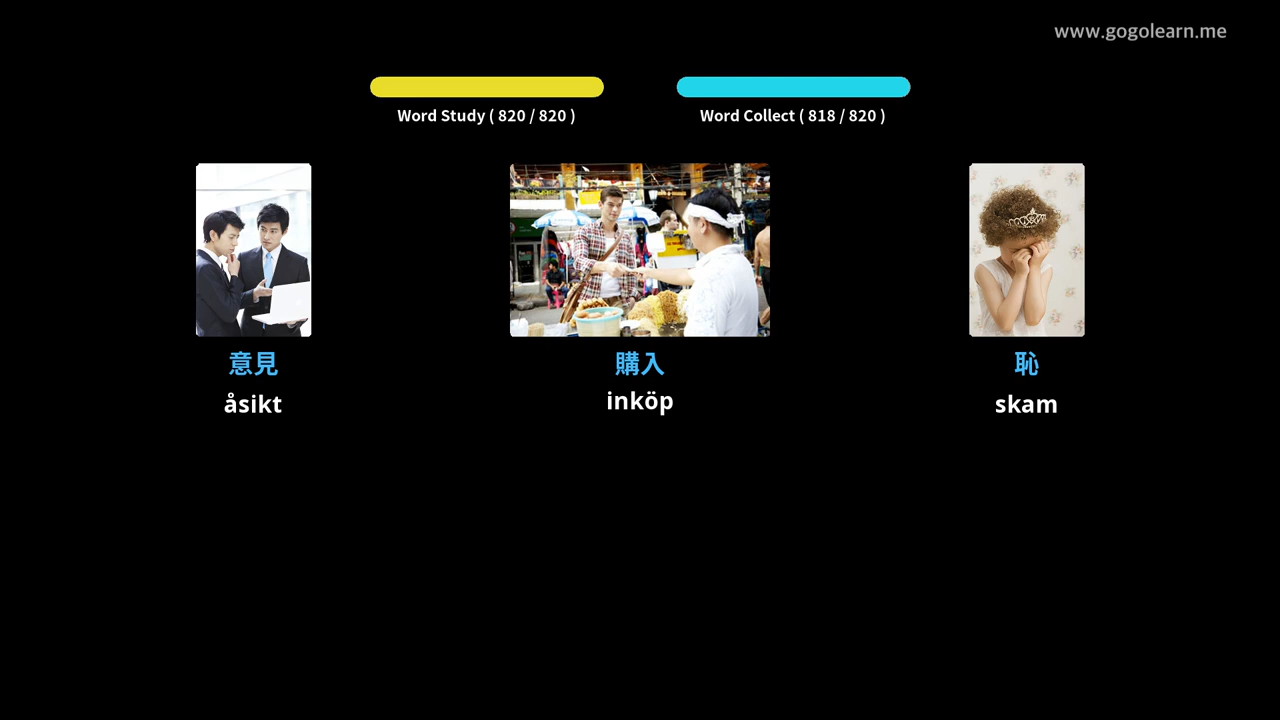 www.gogolearn.me
Word Study ( 820 / 820 )
Word Collect ( 818 / 820 )
意見
購入
恥
åsikt
inköp
skam